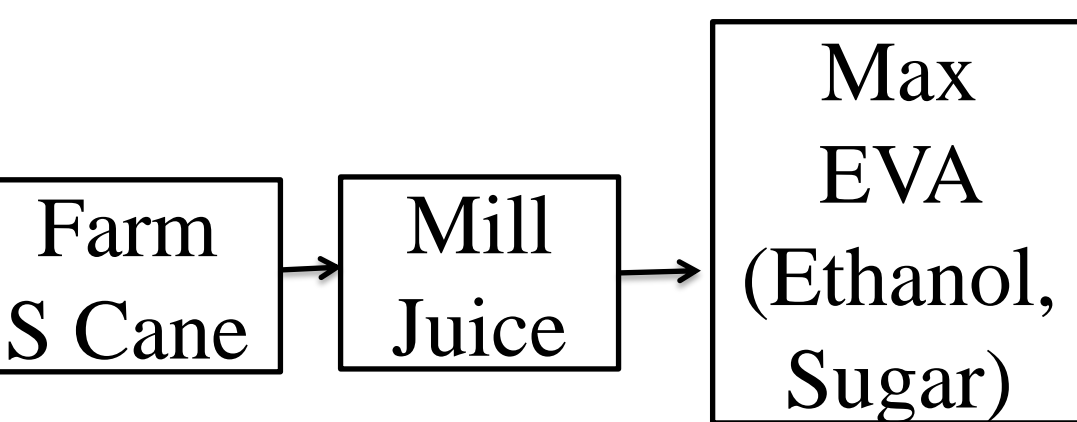 Farm
S Cane
Mill
Juice
Max
EVA
(Ethanol,
Sugar)